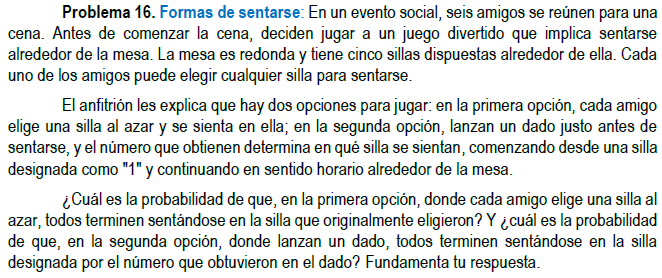 Problema 16. Formas de sentarse: En un evento social, seis amigos se reúnen para una
cena. Antes de comenzar la cena, deciden jugar a un juego divertido que implica sentarse
alrededor de la mesa. La mesa es redonda y tiene cinco sillas dispuestas alrededor de ella. Cada
uno de los amigos puede elegir cualquier silla para sentarse.
El anfitrión les explica que hay dos opciones para jugar: en la primera opción, cada amigo
elige una silla al azar y se sienta en ella; en la segunda opción, lanzan un dado justo antes de
sentarse, y el número que obtienen determina en qué silla se sientan, comenzando desde una silla
designada como "1" y continuando en sentido horario alrededor de la mesa.
¿Cuál es la probabilidad de que, en la primera opción, donde cada amigo elige una silla al
azar, todos terminen sentándose en la silla que originalmente eligieron? Y ¿cuál es la probabilidad
de que, en la segunda opción, donde lanzan un dado, todos terminen sentándose en la silla
designada por el número que obtuvieron en el dado? Fundamenta tu respuesta.